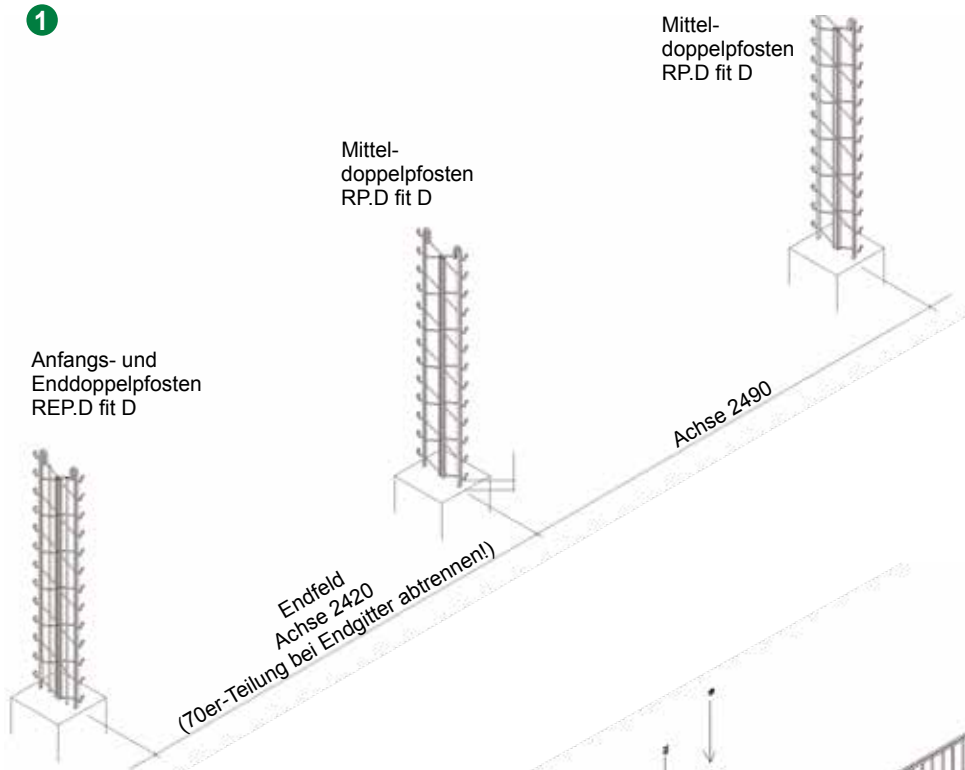 1
Mittel-
doppelpfosten
RP.D fit D
Mittel-
doppelpfosten
RP.D fit D
Anfangs- und
Enddoppelpfosten
REP.D fit D
Achse 2490
Endfeld
Achse 2420
(70er-Teilung bei Endgitter abtrennen!)